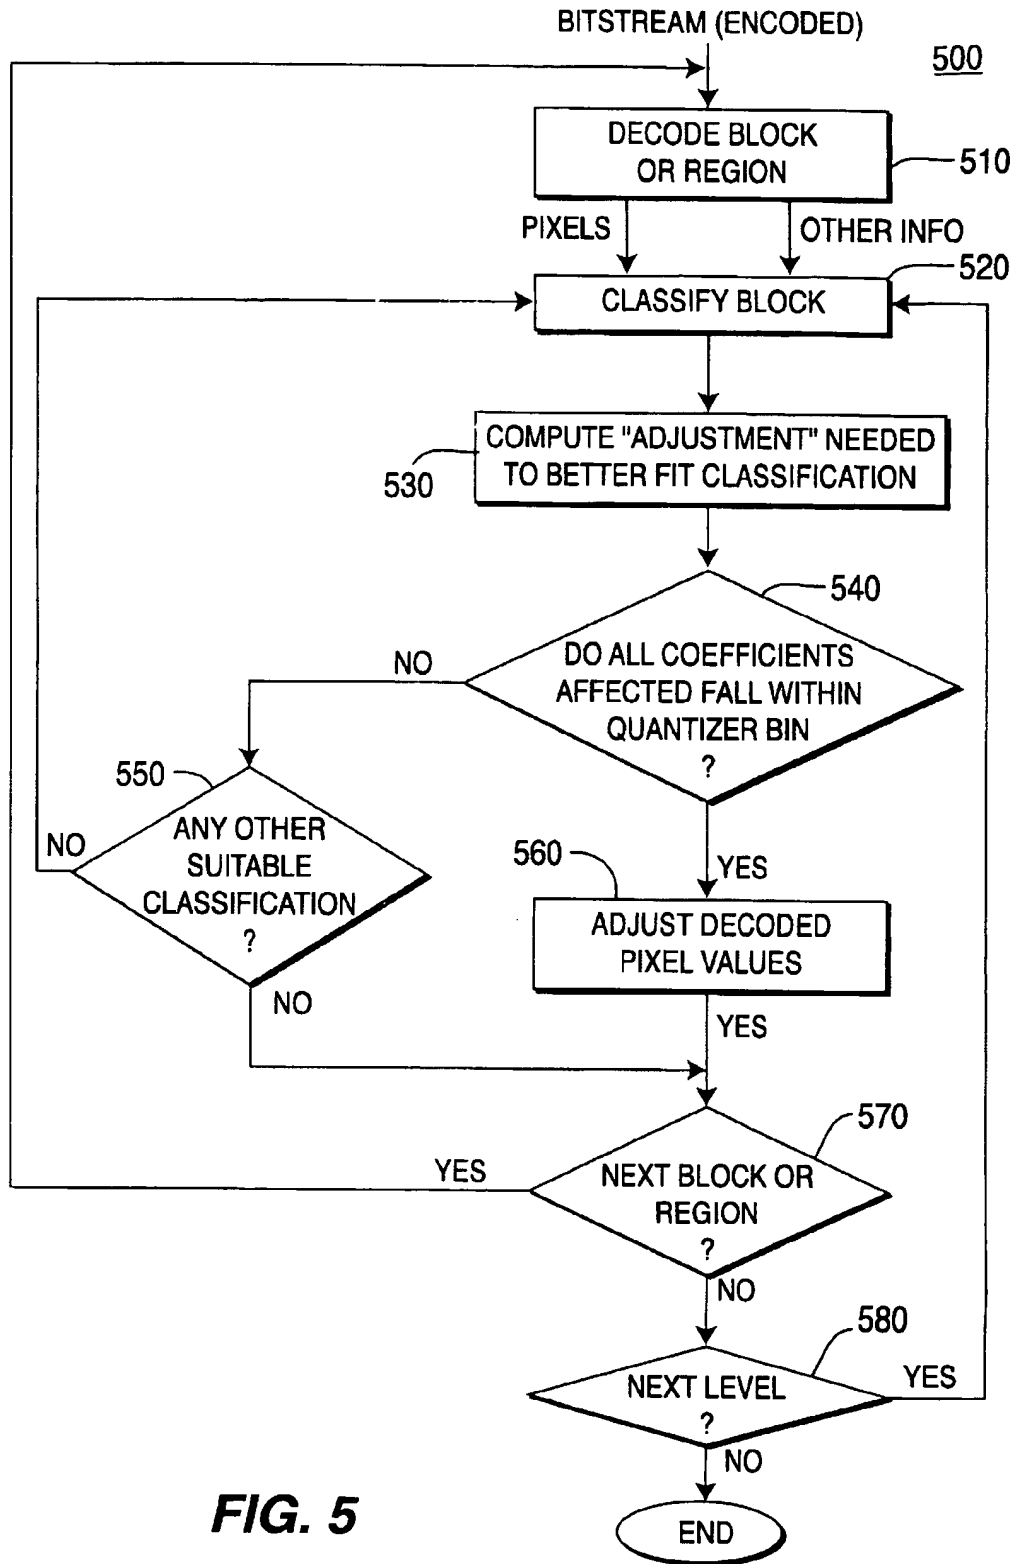 BITSTREAM (ENCODED)
500
DECODE BLOCK
OR REGION
510
PIXELS
OTHER INFO
520
CLASSIFY BLOCK
COMPUTE "ADJUSTMENT" NEEDED
TO BETTER FIT CLASSIFICATION
530
540
NO
DO ALL COEFFICIENTS
AFFECTED FALL WITHIN
QUANTIZER BIN
?
550
NO
ANY OTHER
SUITABLE
CLASSIFICATION
?
NO
YES
560
ADJUST DECODED
PIXEL VALUES
YES
570
YES
NEXT BLOCK OR
REGION
?
NO
580
NEXT LEVEL
?
YES
NO
END
FIG. 5